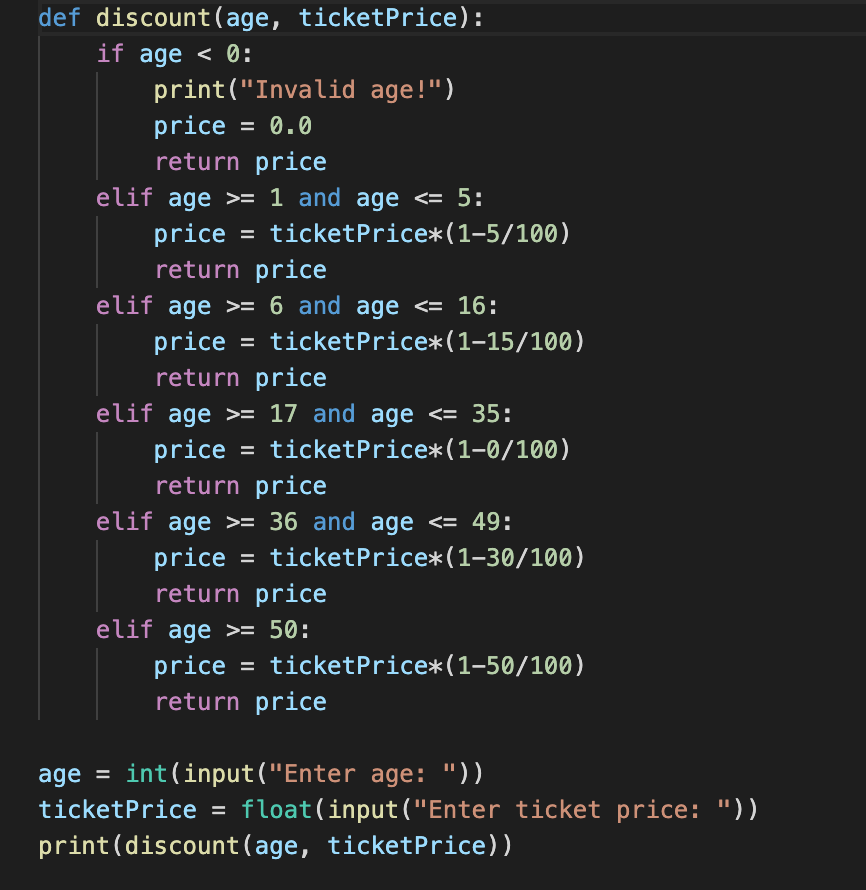 def discount(age, ticketPrice):
    if age < 0:
        print("Invalid age!")
        price = 0.0
        return price
    elif age >= 1 and age <= 5:
        price = ticketPrice*(1-5/100)
        return price
    elif age >= 6 and age <= 16:
        price = ticketPrice*(1-15/100)
        return price
    elif age >= 17 and age <= 35:
        price = ticketPrice*(1-0/100)
        return price
    elif age >= 36 and age <= 49:
        price = ticketPrice*(1-30/100)
        return price
    elif age >= 50:
        price = ticketPrice*(1-50/100)
        return price

age = int(input("Enter age: "))
ticketPrice = float(input("Enter ticket price: "))
print(discount(age, ticketPrice))